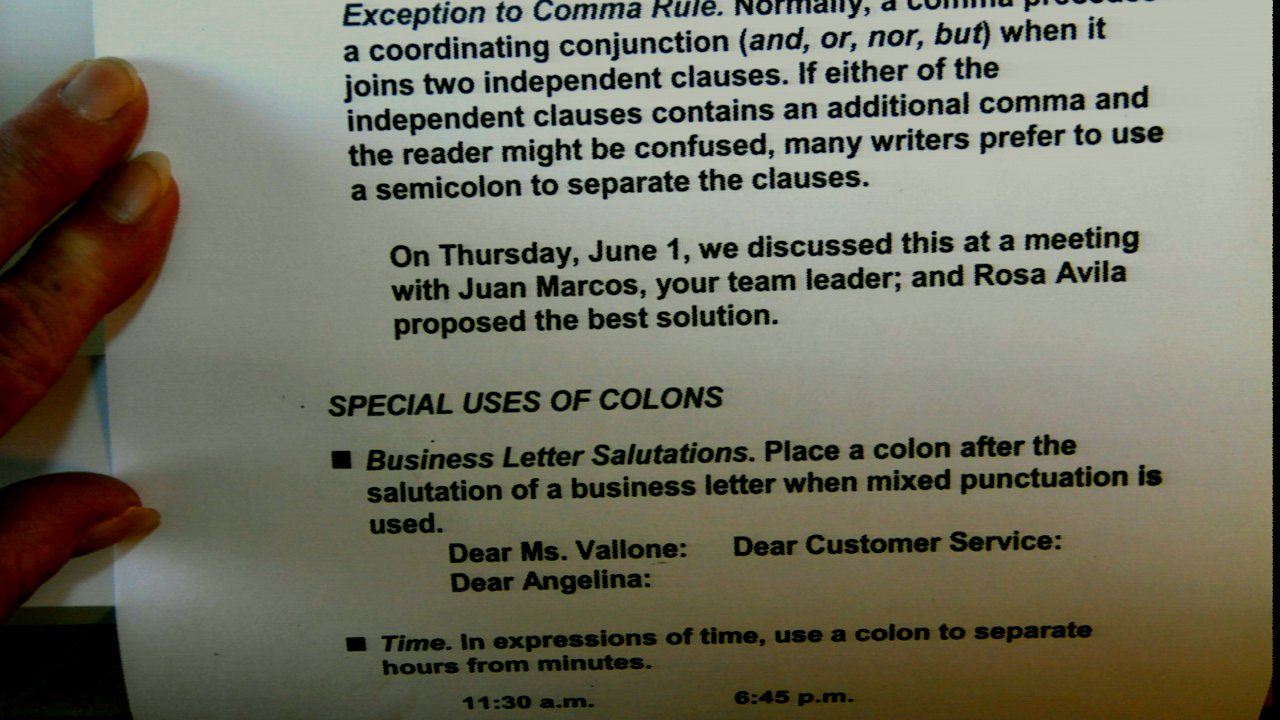 Exception to Comma Rule. Normally, a comma
a coordinating conjunction (and, or, nor, but) when it
joins two independent clauses. If either of the
independent clauses contains an additional comma and
the reader might be confused, many writers prefer to use
a semicolon to separate the clauses.
On Thursday, June 1, we discussed this at a meeting
with Juan Marcos, your team leader; and Rosa Avila
proposed the best solution.
SPECIAL USES OF COLONS
■ Business Letter Salutations. Place a colon after the
salutation of a business letter when mixed punctuation is
used.
Dear Ms. Vallone: Dear Customer Service:
Dear Angelina:
■ Time. In expressions of time, use a colon to separate
hours from minutes.
11:30 a.m. 6:45 p.m.